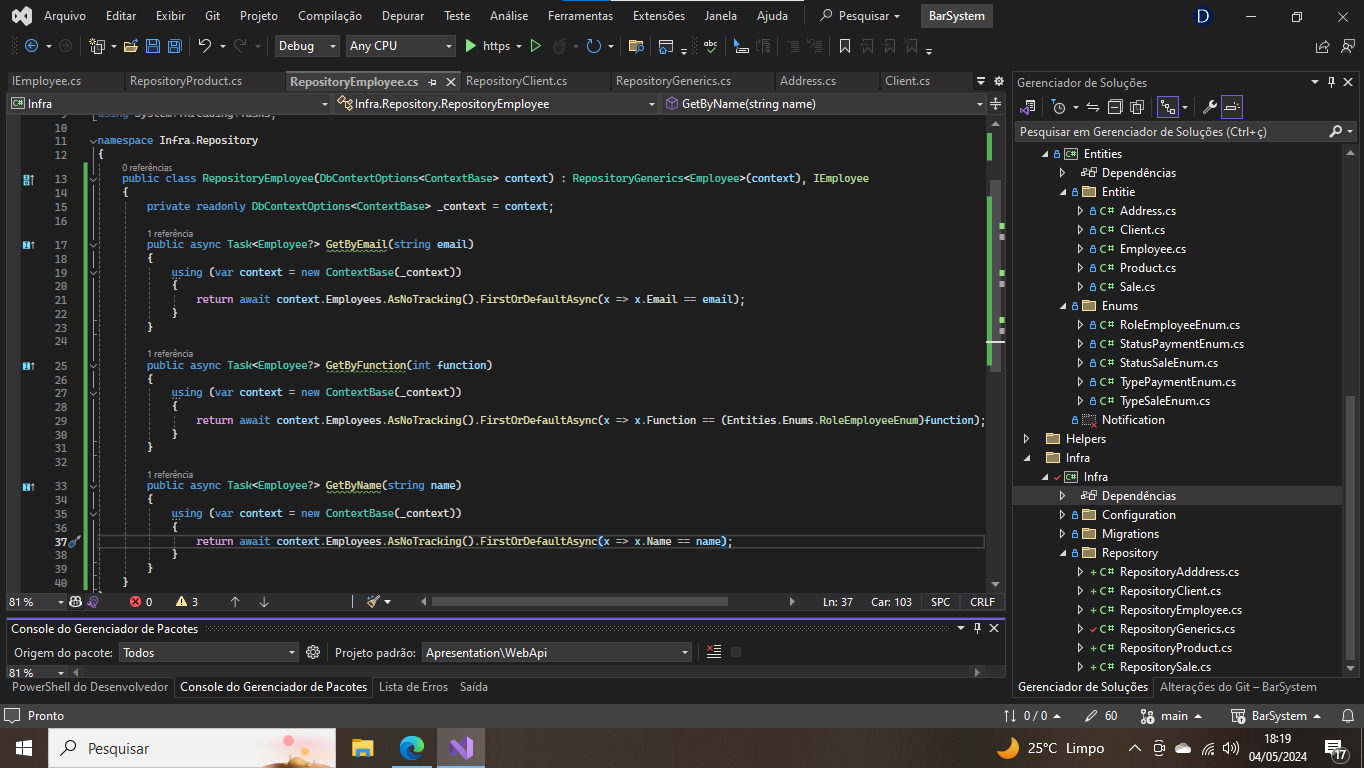 Arquivo Editar Exibir Git Projeto Compilação Depurar Teste Análise Ferramentas Extensões Janela Ajuda Pesquisar BarSystem D
Debug Any CPU https abc
IEmployee.cs RepositoryProduct.cs RepositoryEmployee.cs RepositoryClient.cs RepositoryGenerics.cs Address.cs Client.cs
Infra Infra.Repository.RepositoryEmployee GetByName(string name)
9 using System.Threading.Tasks;
10
11 namespace Infra.Repository
12 {
0 referências
13 public class RepositoryEmployee(DbContextOptions<ContextBase> context) : RepositoryGenerics<Employee>(context), IEmployee
14 {
15 private readonly DbContextOptions<ContextBase> _context = context;
16
1 referência
17 public async Task<Employee?> GetByEmail(string email)
18 {
19 using (var context = new ContextBase(_context))
20 {
21 return await context.Employees.AsNoTracking().FirstOrDefaultAsync(x => x.Email == email);
22 }
23 }
24
1 referência
25 public async Task<Employee?> GetByFunction(int function)
26 {
27 using (var context = new ContextBase(_context))
28 {
29 return await context.Employees.AsNoTracking().FirstOrDefaultAsync(x => x.Function == (Entities.Enums.RoleEmployeeEnum)function);
30 }
31 }
32
1 referência
33 public async Task<Employee?> GetByName(string name)
34 {
35 using (var context = new ContextBase(_context))
36 {
37 return await context.Employees.AsNoTracking().FirstOrDefaultAsync(x => x.Name == name);
38 }
39 }
40 }
81 % 0 3 Ln: 37 Car: 103 SPC CRLF
Console do Gerenciador de Pacotes
Origem do pacote: Todos Projeto padrão: Apresentation\WebApi
81 %
PowerShell do Desenvolvedor Console do Gerenciador de Pacotes Lista de Erros Saída
Gerenciador de Soluções
Pesquisar em Gerenciador de Soluções (Ctrl+ç)
C# Entities
Dependências
Entitie
C# Address.cs
C# Client.cs
C# Employee.cs
C# Product.cs
C# Sale.cs
Enums
C# RoleEmployeeEnum.cs
C# StatusPaymentEnum.cs
C# StatusSaleEnum.cs
C# TypePaymentEnum.cs
C# TypeSaleEnum.cs
Notification
Helpers
Infra
C# Infra
Dependências
Configuration
Migrations
Repository
+ C# RepositoryAdddress.cs
+ C# RepositoryClient.cs
+ C# RepositoryEmployee.cs
C# RepositoryGenerics.cs
+ C# RepositoryProduct.cs
+ C# RepositorySale.cs
Gerenciador de Soluções Alterações do Git – BarSystem
Pronto 0 / 0 60 main BarSystem
Pesquisar 25°C Limpo 18:19
04/05/2024 17